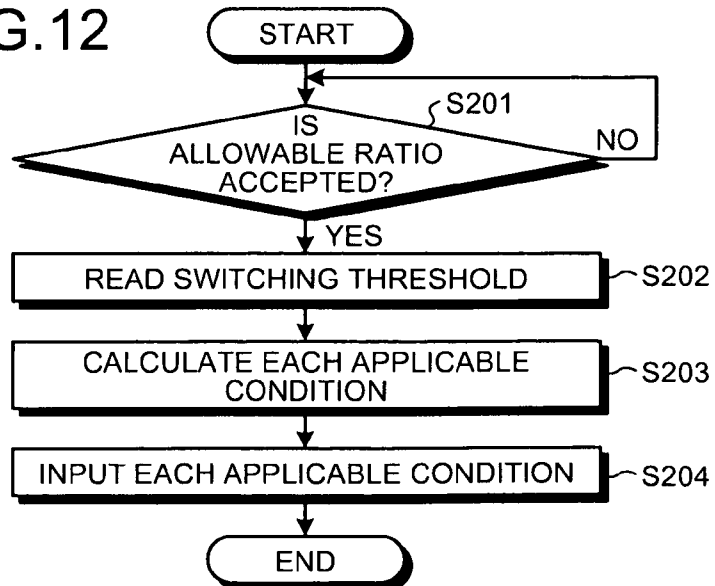 G.12
START
S201
IS
ALLOWABLE RATIO
ACCEPTED?
NO
YES
READ SWITCHING THRESHOLD
S202
CALCULATE EACH APPLICABLE
CONDITION
S203
INPUT EACH APPLICABLE CONDITION
S204
END